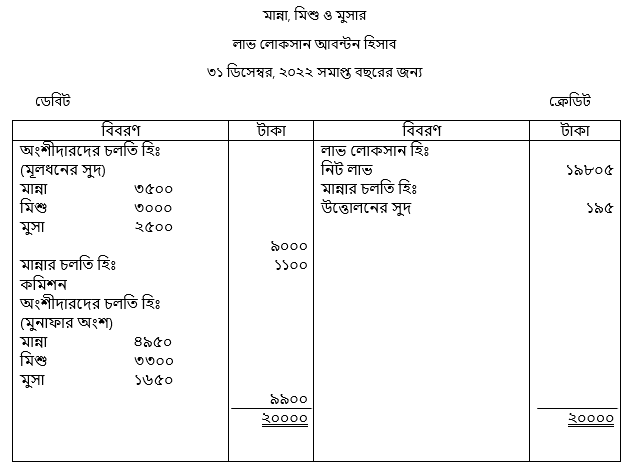 মান্না, মিশু ও মুসার
লাভ লোকসান আবন্টন হিসাব
৩১ ডিসেম্বর, ২০২২ সমাপ্ত বছরের জন্য
ডেবিট ক্রেডিট
বিবরণ টাকা বিবরণ টাকা
অংশীদারদের চলতি হিঃ লাভ লোকসান হিঃ
(মূলধনের সুদ) নিট লাভ ১৯৮০৫
মান্না ৩৫০০ মান্নার চলতি হিঃ
মিশু ৩০০০ উত্তোলনের সুদ ১৯৫
মুসা ২৫০০
৯০০০
মান্নার চলতি হিঃ ১১০০
কমিশন
অংশীদারদের চলতি হিঃ
(মুনাফার অংশ)
মান্না ৪৯৫০
মিশু ৩৩০০
মুসা ১৬৫০
৯৯০০
২০০০০ ২০০০০